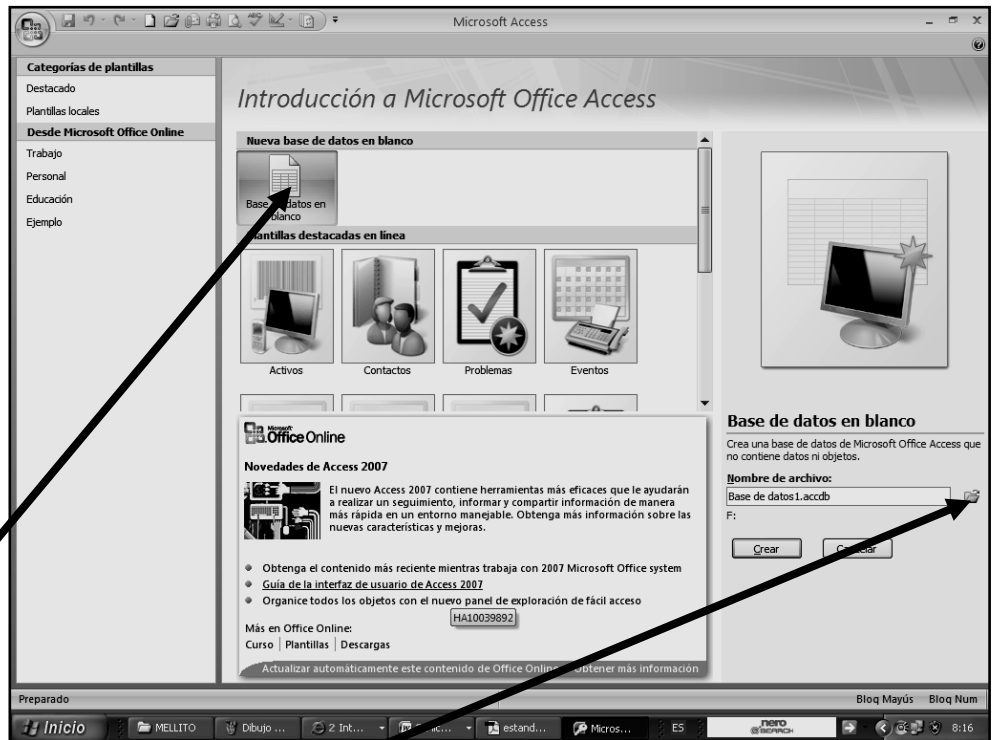 Microsoft Access
Categorías de plantillas
Destacado
Plantillas locales
Desde Microsoft Office Online
Trabajo
Personal
Educación
Ejemplo
Introducción a Microsoft Office Access
Nueva base de datos en blanco
Base datos en
blanco
Plantillas destacadas en línea
Activos
Contactos
Problemas
Eventos
Microsoft
Office Online
Novedades de Access 2007
El nuevo Access 2007 contiene herramientas más eficaces que le ayudarán
a realizar un seguimiento, informar y compartir información de manera
más rápida en un entorno manejable. Obtenga más información sobre las
nuevas características y mejoras.
Obtenga el contenido más reciente mientras trabaja con 2007 Microsoft Office system
Guía de la interfaz de usuario de Access 2007
Organice todos los objetos con el nuevo panel de exploración de fácil acceso
HA10039892
Más en Office Online:
Curso | Plantillas | Descargas
Actualizar automáticamente este contenido de Office Online Obtener más información
Base de datos en blanco
Crea una base de datos de Microsoft Office Access que
no contiene datos ni objetos.
Nombre de archivo:
Base de datos1.accdb
F:
Crear
Cancelar
Preparado
Bloq Mayús Bloq Num
Inicio
MELLITO
Dibujo ...
2 Int...
estand...
Micros...
ES
nero
SEARCH
8:16